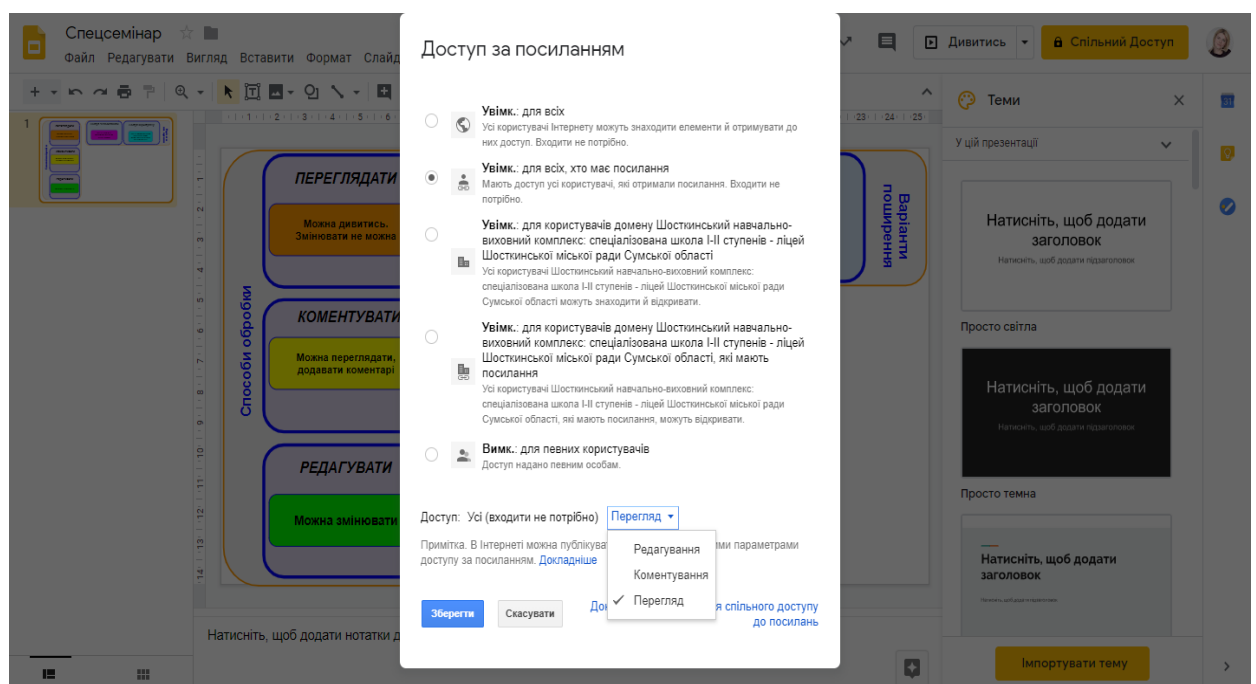 Спецсемінар
Файл Редагувати Вигляд Вставити Формат Слайд
Дивитись
Спільний Доступ
1
ПЕРЕГЛЯДАТИ
Можна дивитись.
Змінювати не можна
КОМЕНТУВАТИ
Можна переглядати,
додавати коментарі
РЕДАГУВАТИ
Можна змінювати
Способи обробки
Варіанти
поширення
Натисніть, щоб додати нотатки д
Доступ за посиланням
Увімк.: для всіх
Усі користувачі Інтернету можуть знаходити елементи й отримувати до
них доступ. Входити не потрібно.
Увімк.: для всіх, хто має посилання
Мають доступ усі користувачі, які отримали посилання. Входити не
потрібно.
Увімк.: для користувачів домену Шосткинський навчально-
виховний комплекс: спеціалізована школа І-ІІ ступенів - ліцей
Шосткинської міської ради Сумської області
Усі користувачі Шосткинський навчально-виховний комплекс:
спеціалізована школа І-ІІ ступенів - ліцей Шосткинської міської ради
Сумської області можуть знаходити й відкривати.
Увімк.: для користувачів домену Шосткинський навчально-
виховний комплекс: спеціалізована школа І-ІІ ступенів - ліцей
Шосткинської міської ради Сумської області, які мають
посилання
Усі користувачі Шосткинський навчально-виховний комплекс:
спеціалізована школа І-ІІ ступенів - ліцей Шосткинської міської ради
Сумської області, які мають посилання, можуть відкривати.
Вимк.: для певних користувачів
Доступ надано певним особам.
Доступ: Усі (входити не потрібно) Перегляд
Примітка. В Інтернеті можна публікува ими параметрами
доступу за посиланням. Докладніше
Редагування
Коментування
Перегляд
Зберегти
Скасувати
До я спільного доступу
до посилань
Теми
У цій презентації
Натисніть, щоб додати
заголовок
Натисніть, щоб додати підзаголовок
Просто світла
Натисніть, щоб додати
заголовок
Натисніть, щоб додати підзаголовок
Просто темна
Натисніть, щоб додати
заголовок
Імпортувати тему
31